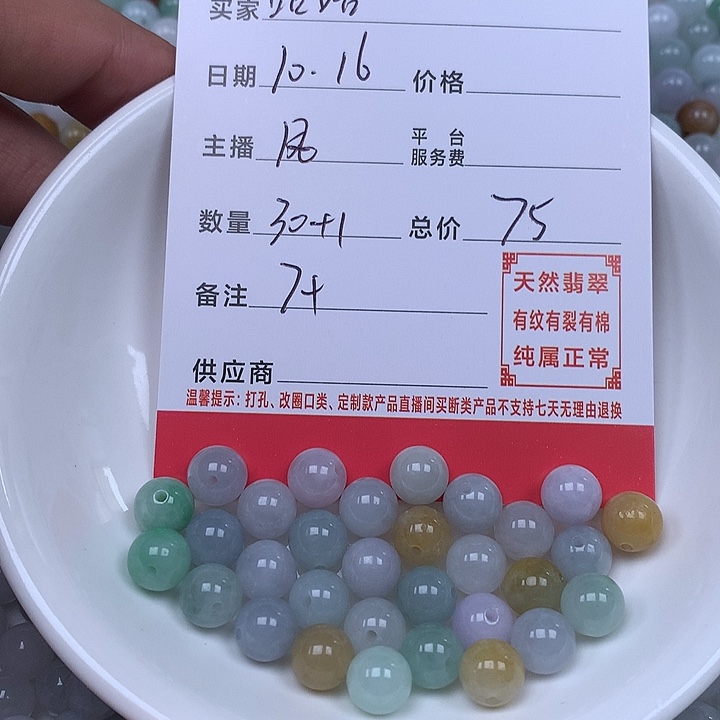 买家
日期 10.16 价格
主播 风 平台服务费
数量 30+1 总价 75
备注 7+
天然翡翠
有纹有裂有棉
纯属正常
供应商
温馨提示：打孔、改圈口类、定制款产品直播间买断类产品不支持七天无理由退换